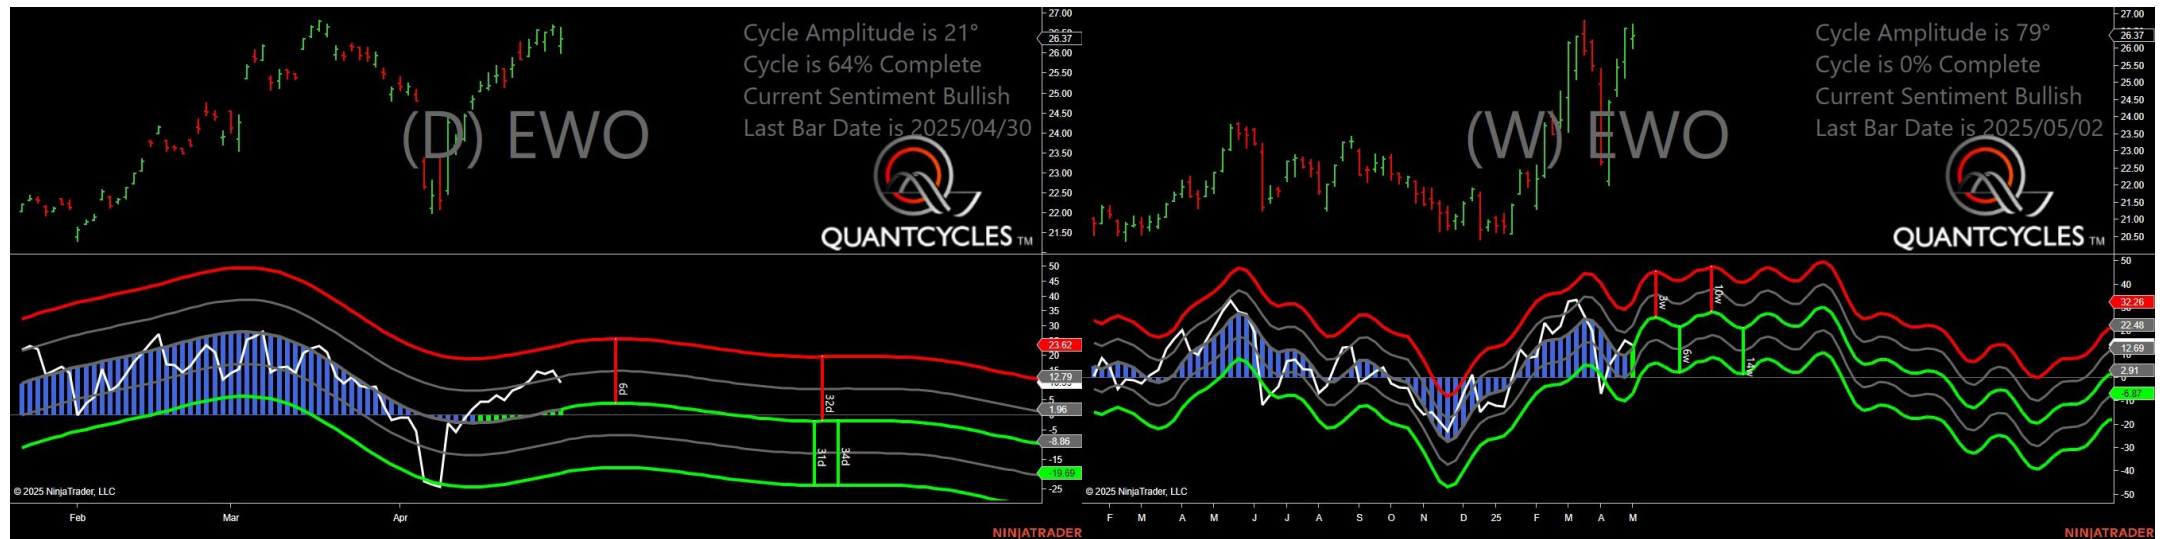 Cycle Amplitude is 21°
Cycle is 64% Complete
Current Sentiment Bullish
Last Bar Date is 2025/04/30
(D) EWO
QUANTCYCLES TM
27.00
26.37
26.00
25.50
25.00
24.50
24.00
23.50
23.00
22.50
22.00
21.50
50
45
40
35
30
23.62
20
12.79
5
1.96
-5
-8.86
-15
-19.69
-25
6d
32d
31d
34d
© 2025 NinjaTrader, LLC
Feb Mar Apr
NINJATRADER
Cycle Amplitude is 79°
Cycle is 0% Complete
Current Sentiment Bullish
Last Bar Date is 2025/05/02
(W) EWO
QUANTCYCLES TM
27.00
26.37
26.00
25.50
25.00
24.50
24.00
23.50
23.00
22.50
22.00
21.50
21.00
20.50
50
40
32.26
22.48
12.69
2.91
-6.87
-10
-20
-30
-40
-50
3w
10w
6w
14w
© 2025 NinjaTrader, LLC
F M A M J J A S O N D 25 F M A M
NINJATRADER